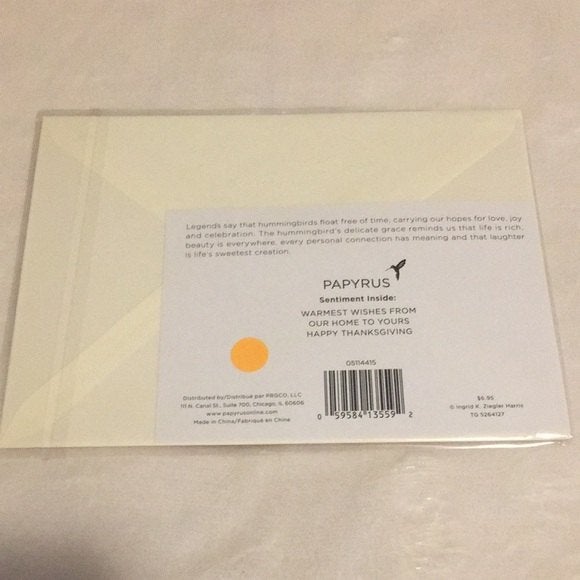 Legends say that hummingbirds float free of time, carrying our hopes for love, joy
and celebration. The hummingbird's delicate grace reminds us that life is rich,
beauty is everywhere, every personal connection has meaning and that laughter
is life's sweetest creation.
PAPYRUS
Sentiment Inside:
WARMEST WISHES FROM
OUR HOME TO YOURS
HAPPY THANKSGIVING
G5114415
Distributed by/Distribué par PRGCO, LLC
111 N. Canal St., Suite 700, Chicago, IL 60606
www.papyrusonline.com
Made in China/Fabriqué en Chine
0 59584 13559 2
$6.95
© Ingrid K. Ziegler Harris
TG 5264127